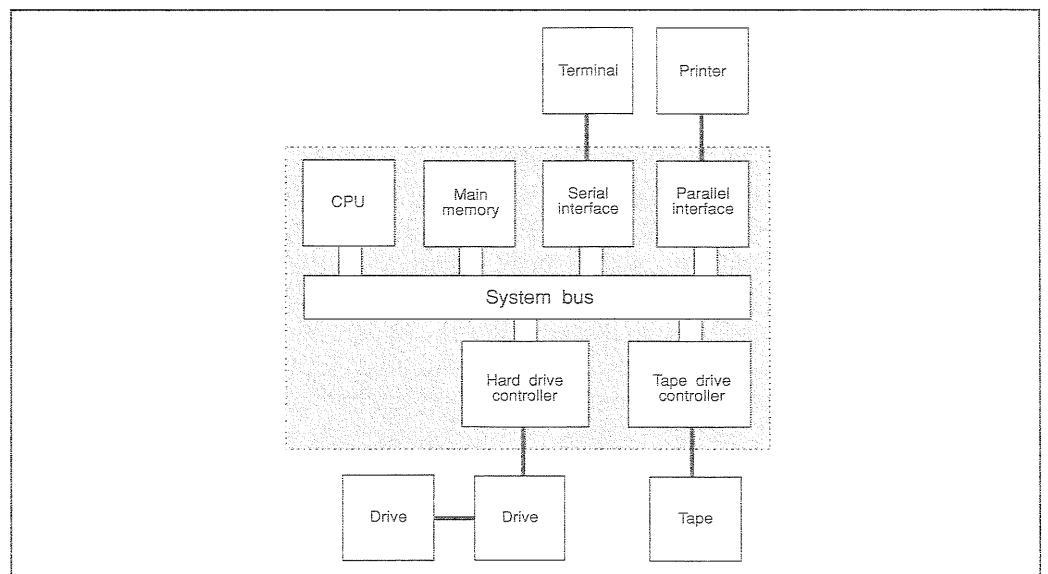 Terminal
Printer
CPU
Main
memory
Serial
interface
Parallel
interface
System bus
Hard drive
controller
Tape drive
controller
Drive
Drive
Tape